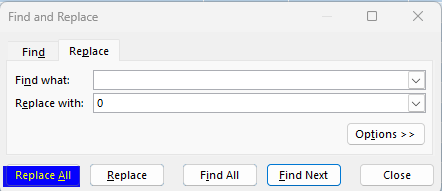 Find and Replace
Find Replace
Find what:
Replace with: 0
Options >>
Replace All Replace Find All Find Next Close